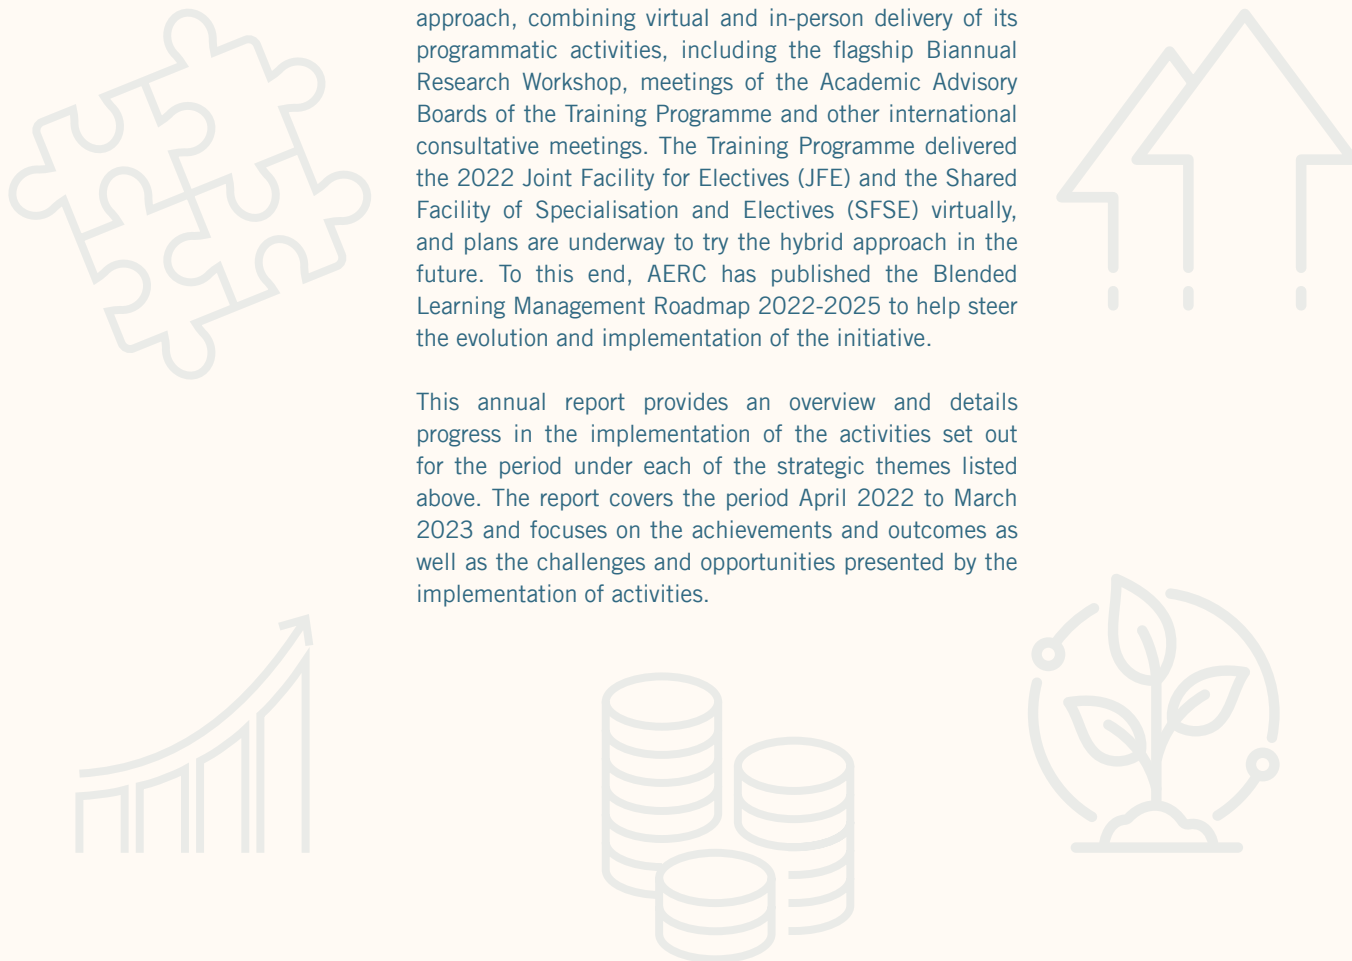 approach, combining virtual and in-person delivery of its
programmatic activities, including the flagship Biannual
Research Workshop, meetings of the Academic Advisory
Boards of the Training Programme and other international
consultative meetings. The Training Programme delivered
the 2022 Joint Facility for Electives (JFE) and the Shared
Facility of Specialisation and Electives (SFSE) virtually,
and plans are underway to try the hybrid approach in the
future. To this end, AERC has published the Blended
Learning Management Roadmap 2022-2025 to help steer
the evolution and implementation of the initiative.
This annual report provides an overview and details
progress in the implementation of the activities set out
for the period under each of the strategic themes listed
above. The report covers the period April 2022 to March
2023 and focuses on the achievements and outcomes as
well as the challenges and opportunities presented by the
implementation of activities.